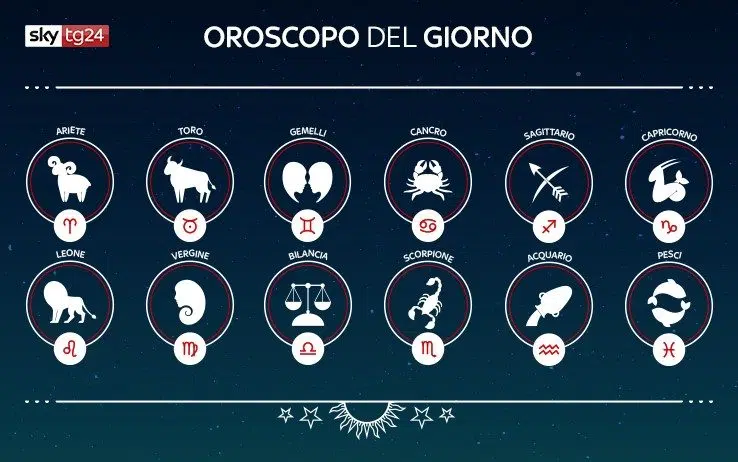 sky tg24
OROSCOPO DEL GIORNO
ARIETE
TORO
GEMELLI
CANCRO
SAGITTARIO
CAPRICORNO
LEONE
VERGINE
BILANCIA
SCORPIONE
ACQUARIO
PESCI